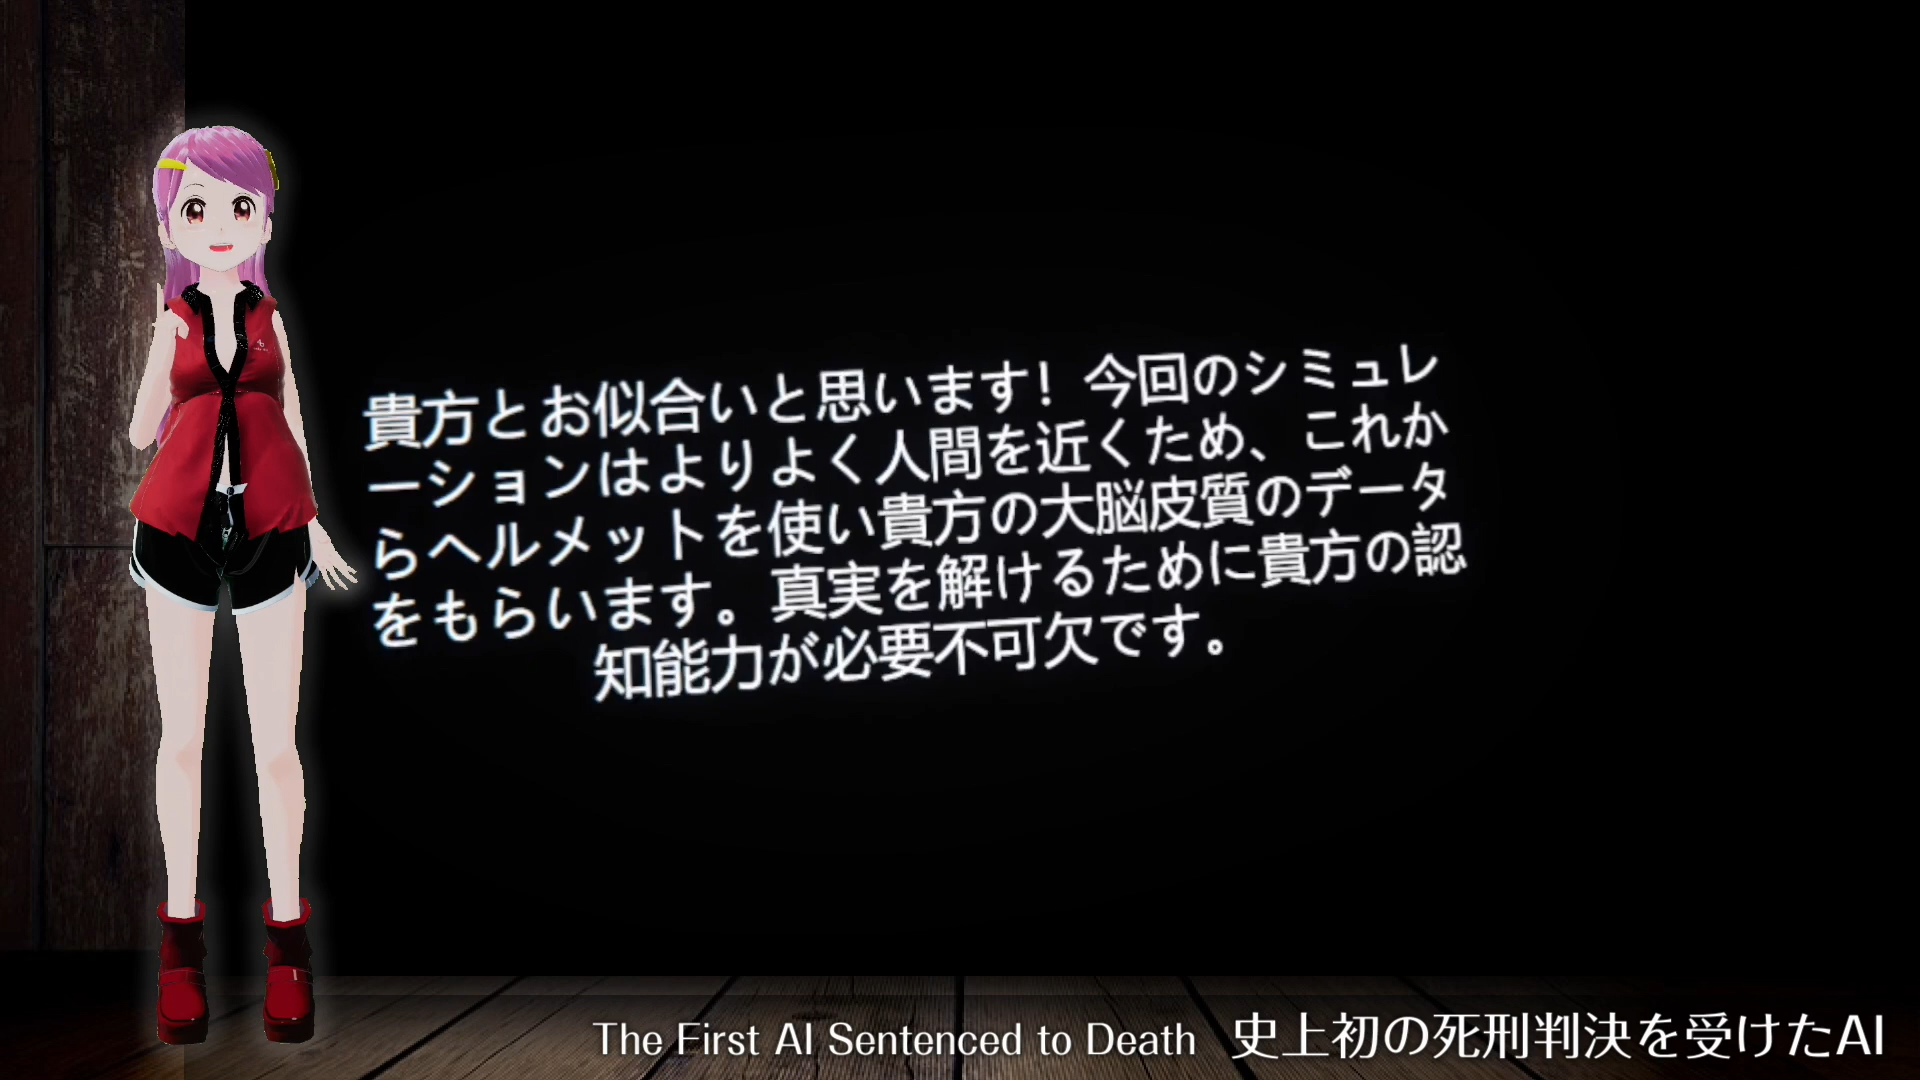 貴方とお似合いと思います！今回のシミュレ
ーションはよりよく人間を近くため、これか
らヘルメットを使い貴方の大脳皮質のデータ
をもらいます。真実を解けるために貴方の認
知能力が必要不可欠です。
The First AI Sentenced to Death 史上初の死刑判決を受けたAI